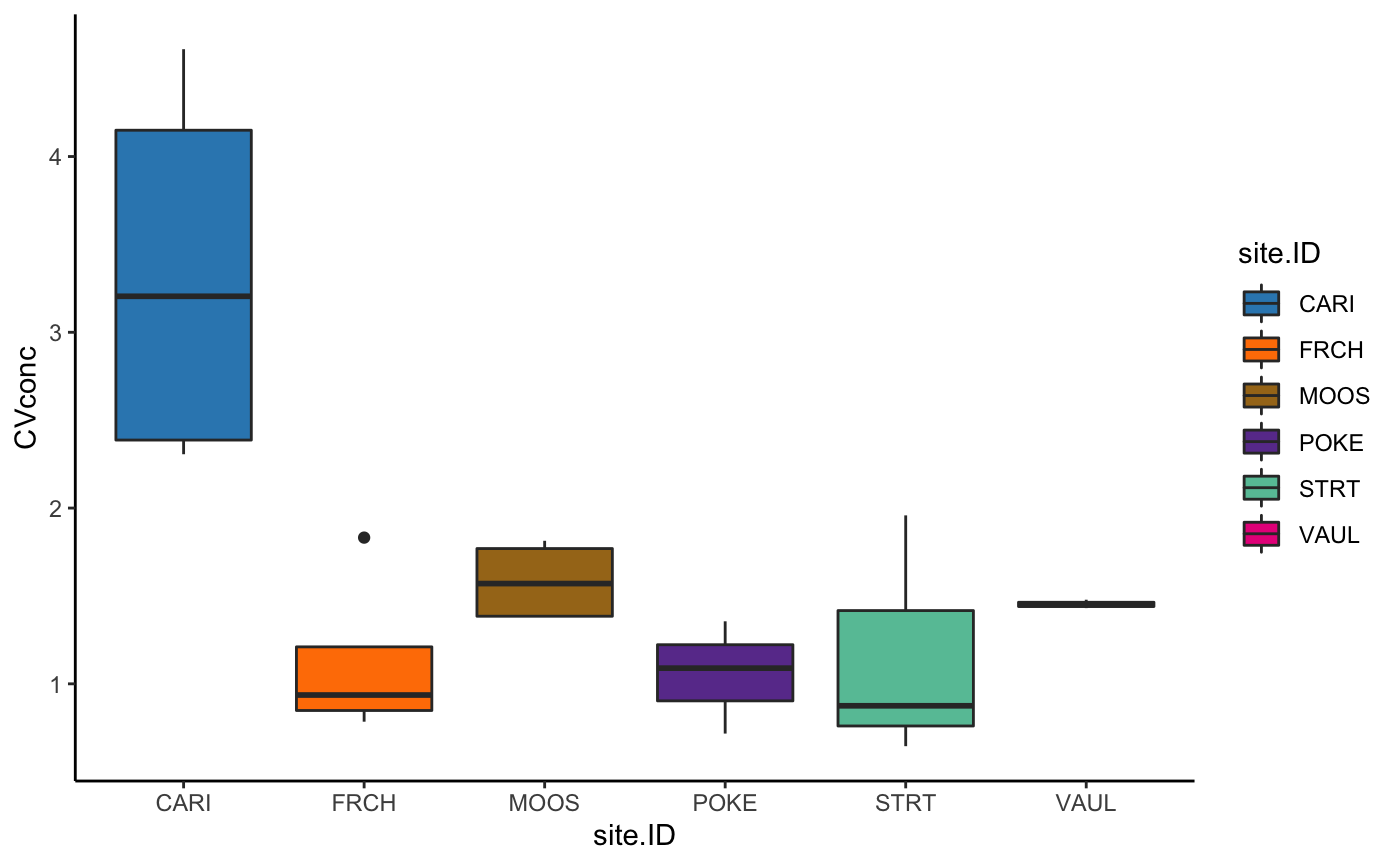 CVconc
4
3
2
1
CARI FRCH MOOS POKE STRT VAUL
site.ID
site.ID
CARI
FRCH
MOOS
POKE
STRT
VAUL